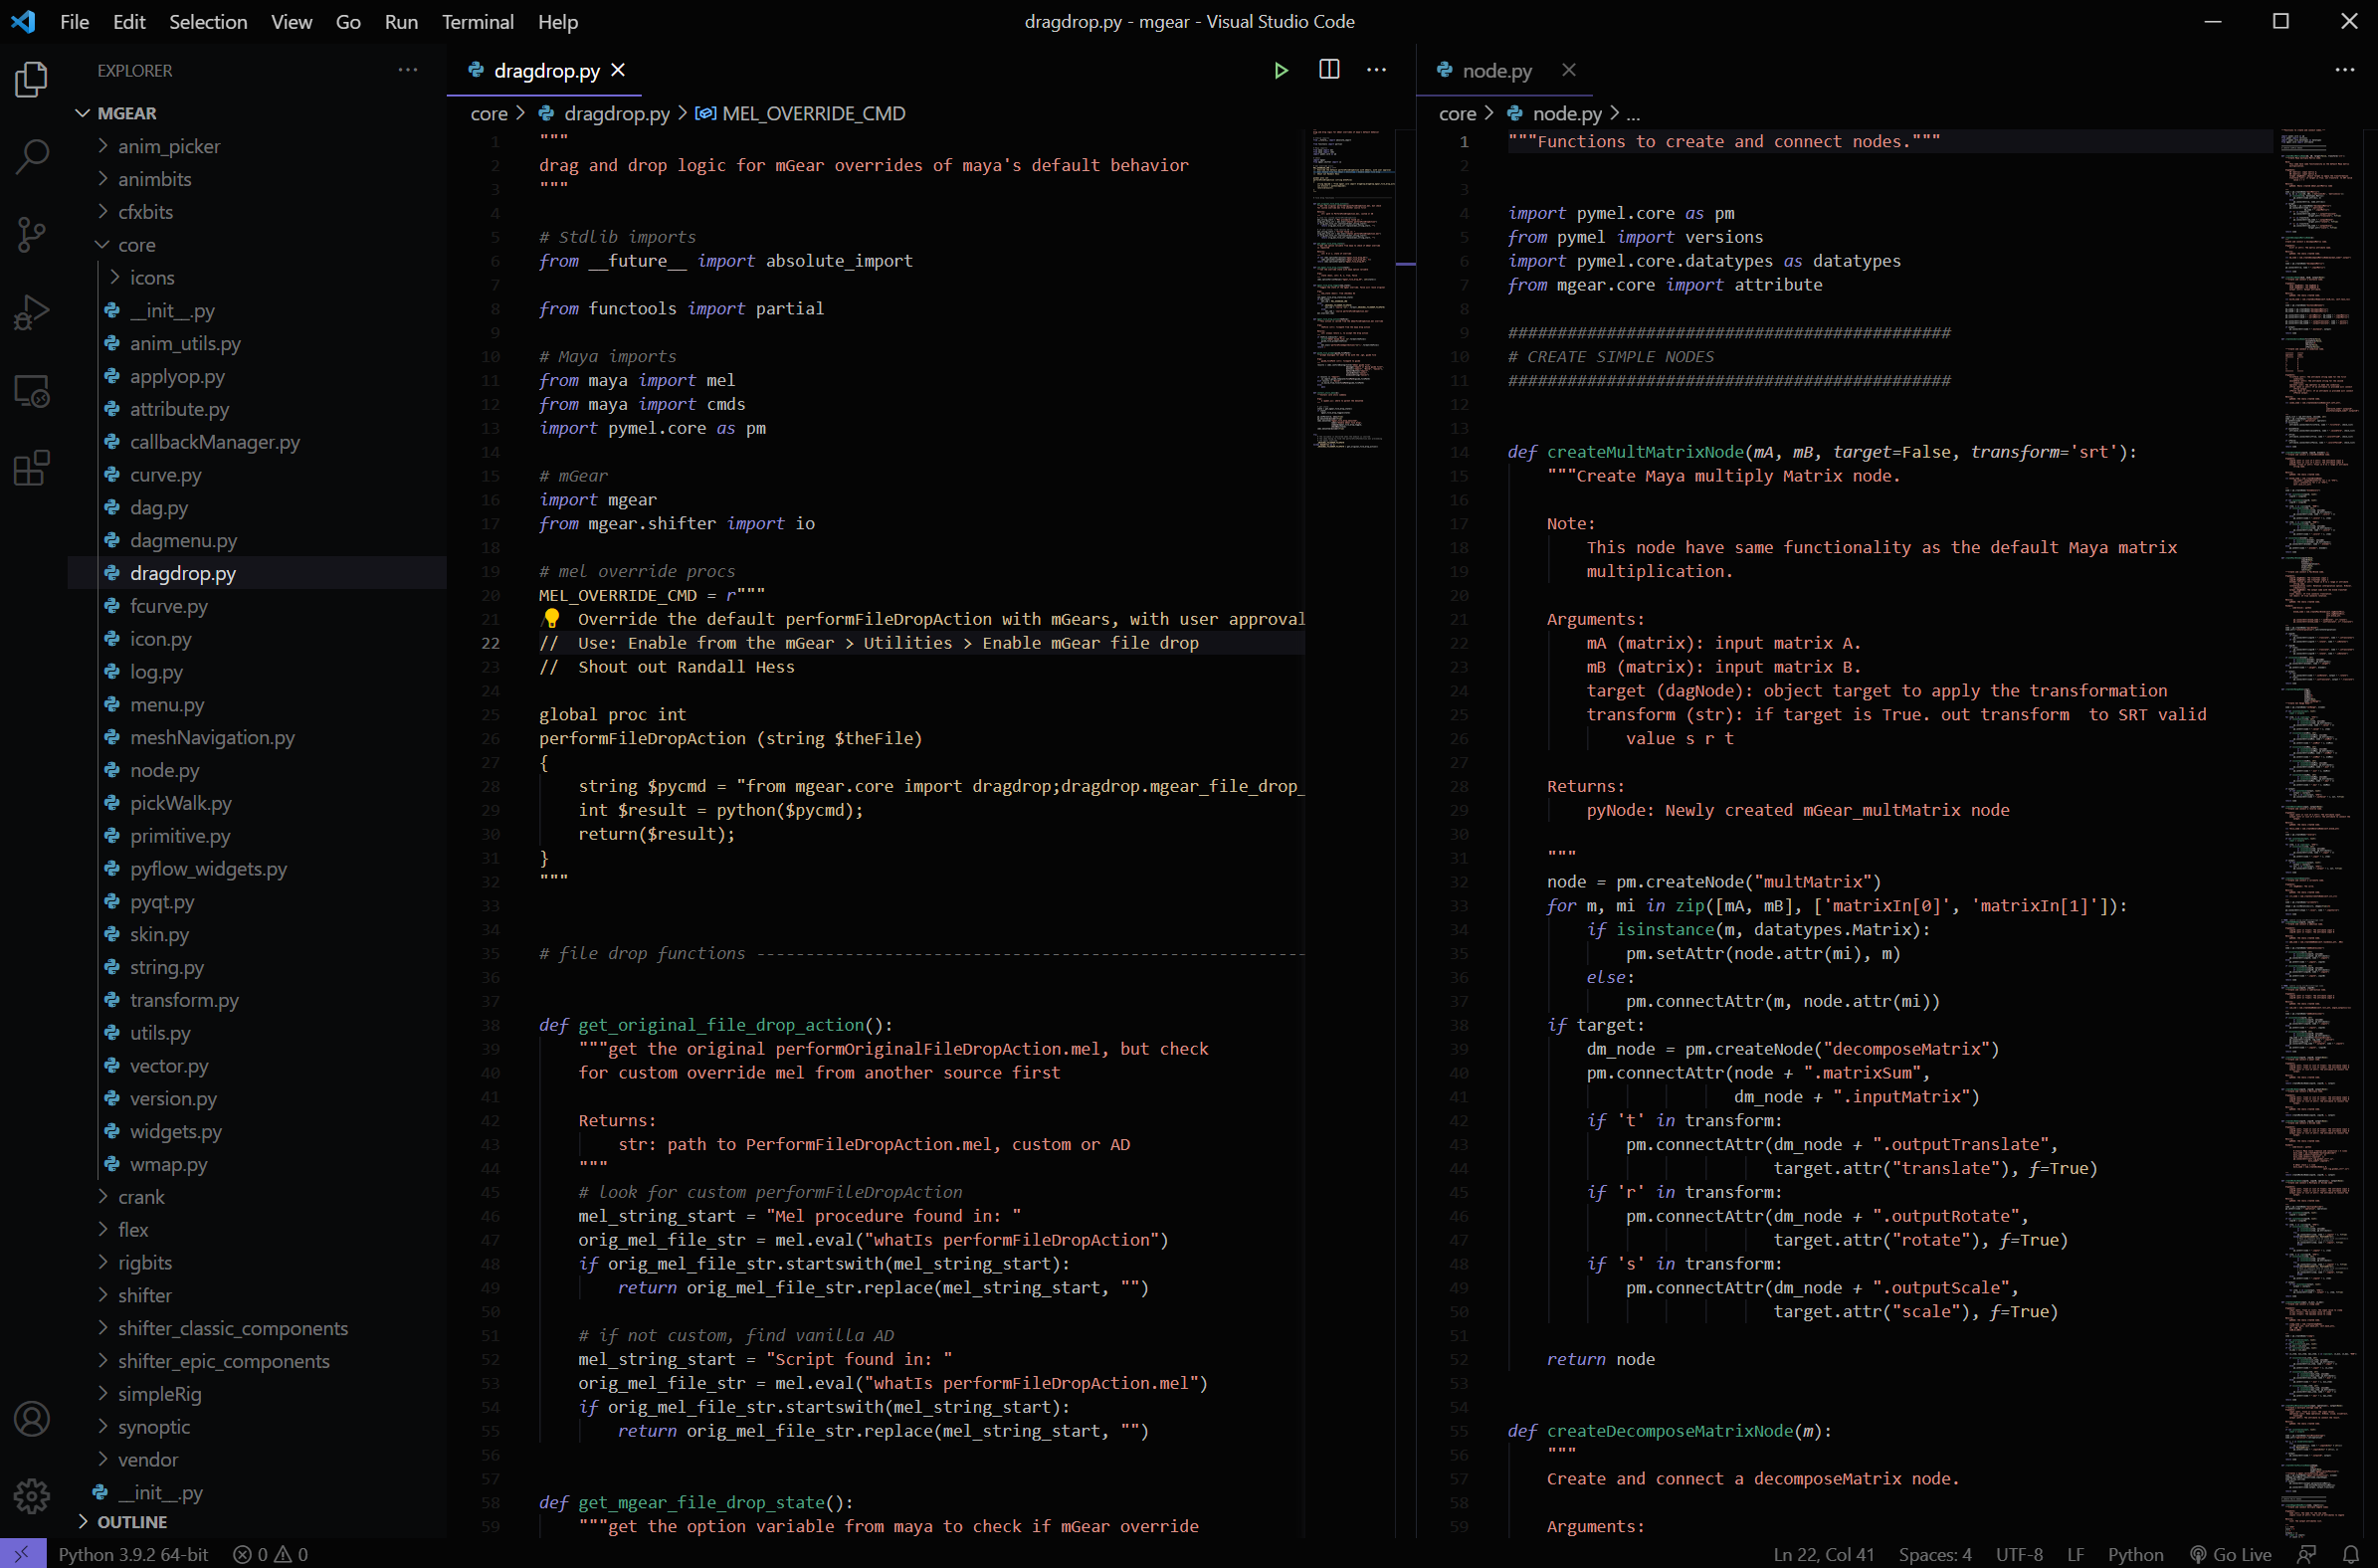 File Edit Selection View Go Run Terminal Help
dragdrop.py - mgear - Visual Studio Code
EXPLORER
MGEAR
anim_picker
animbits
cfxbits
core
icons
__init__.py
anim_utils.py
applyop.py
attribute.py
callbackManager.py
curve.py
dag.py
dagmenu.py
dragdrop.py
fcurve.py
icon.py
log.py
menu.py
meshNavigation.py
node.py
pickWalk.py
primitive.py
pyflow_widgets.py
pyqt.py
skin.py
string.py
transform.py
utils.py
vector.py
version.py
widgets.py
wmap.py
crank
flex
rigbits
shifter
shifter_classic_components
shifter_epic_components
simpleRig
synoptic
vendor
__init__.py
OUTLINE
dragdrop.py
core > dragdrop.py > MEL_OVERRIDE_CMD
1 """
2 drag and drop logic for mGear overrides of maya's default behavior
3 """
4
5 # Stdlib imports
6 from __future__ import absolute_import
7
8 from functools import partial
9
10 # Maya imports
11 from maya import mel
12 from maya import cmds
13 import pymel.core as pm
14
15 # mGear
16 import mgear
17 from mgear.shifter import io
18
19 # mel override procs
20 MEL_OVERRIDE_CMD = r"""
21 Override the default performFileDropAction with mGears, with user approval
22 //  Use: Enable from the mGear > Utilities > Enable mGear file drop
23 //  Shout out Randall Hess
24
25 global proc int
26 performFileDropAction (string $theFile)
27 {
28     string $pycmd = "from mgear.core import dragdrop;dragdrop.mgear_file_drop_
29     int $result = python($pycmd);
30     return($result);
31 }
32 """
33
34
35 # file drop functions --------------------------------------------------------
36
37
38 def get_original_file_drop_action():
39     """get the original performOriginalFileDropAction.mel, but check
40     for custom override mel from another source first
41
42     Returns:
43         str: path to PerformFileDropAction.mel, custom or AD
44     """
45     # look for custom performFileDropAction
46     mel_string_start = "Mel procedure found in: "
47     orig_mel_file_str = mel.eval("whatIs performFileDropAction")
48     if orig_mel_file_str.startswith(mel_string_start):
49         return orig_mel_file_str.replace(mel_string_start, "")
50
51     # if not custom, find vanilla AD
52     mel_string_start = "Script found in: "
53     orig_mel_file_str = mel.eval("whatIs performFileDropAction.mel")
54     if orig_mel_file_str.startswith(mel_string_start):
55         return orig_mel_file_str.replace(mel_string_start, "")
56
57
58 def get_mgear_file_drop_state():
59     """get the option variable from maya to check if mGear override
node.py
core > node.py > ...
1 """Functions to create and connect nodes."""
2
3
4 import pymel.core as pm
5 from pymel import versions
6 import pymel.core.datatypes as datatypes
7 from mgear.core import attribute
8
9 #############################################
10 # CREATE SIMPLE NODES
11 #############################################
12
13
14 def createMultMatrixNode(mA, mB, target=False, transform='srt'):
15     """Create Maya multiply Matrix node.
16
17     Note:
18         This node have same functionality as the default Maya matrix
19         multiplication.
20
21     Arguments:
22         mA (matrix): input matrix A.
23         mB (matrix): input matrix B.
24         target (dagNode): object target to apply the transformation
25         transform (str): if target is True. out transform  to SRT valid
26             value s r t
27
28     Returns:
29         pyNode: Newly created mGear_multMatrix node
30
31     """
32     node = pm.createNode("multMatrix")
33     for m, mi in zip([mA, mB], ['matrixIn[0]', 'matrixIn[1]']):
34         if isinstance(m, datatypes.Matrix):
35             pm.setAttr(node.attr(mi), m)
36         else:
37             pm.connectAttr(m, node.attr(mi))
38     if target:
39         dm_node = pm.createNode("decomposeMatrix")
40         pm.connectAttr(node + ".matrixSum",
41                        dm_node + ".inputMatrix")
42         if 't' in transform:
43             pm.connectAttr(dm_node + ".outputTranslate",
44                            target.attr("translate"), f=True)
45         if 'r' in transform:
46             pm.connectAttr(dm_node + ".outputRotate",
47                            target.attr("rotate"), f=True)
48         if 's' in transform:
49             pm.connectAttr(dm_node + ".outputScale",
50                            target.attr("scale"), f=True)
51
52     return node
53
54
55 def createDecomposeMatrixNode(m):
56     """
57     Create and connect a decomposeMatrix node.
58
59     Arguments:
Python 3.9.2 64-bit 0 0
Ln 22, Col 41 Spaces: 4 UTF-8 LF Python Go Live